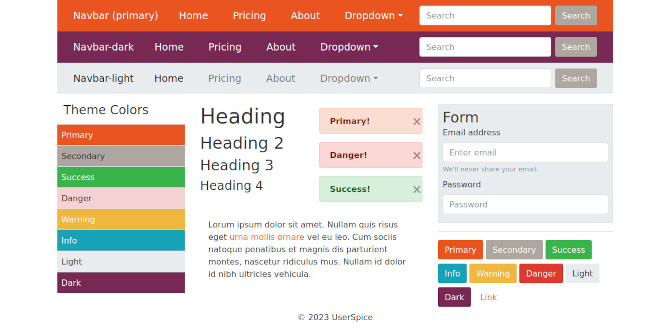 Navbar (primary) Home Pricing About Dropdown Search Search
Navbar-dark Home Pricing About Dropdown Search Search
Navbar-light Home Pricing About Dropdown Search Search
Theme Colors
Primary
Secondary
Success
Danger
Warning
Info
Light
Dark
Heading
Heading 2
Heading 3
Heading 4
Primary! ×
Danger! ×
Success! ×
Lorum ipsum dolor sit amet. Nullam quis risus
eget urna mollis ornare vel eu leo. Cum sociis
natoque penatibus et magnis dis parturient
montes, nascetur ridiculus mus. Nullam id dolor
id nibh ultricies vehicula.
Form
Email address
Enter email
We'll never share your email.
Password
Password
Primary Secondary Success
Info Warning Danger Light
Dark Link
© 2023 UserSpice